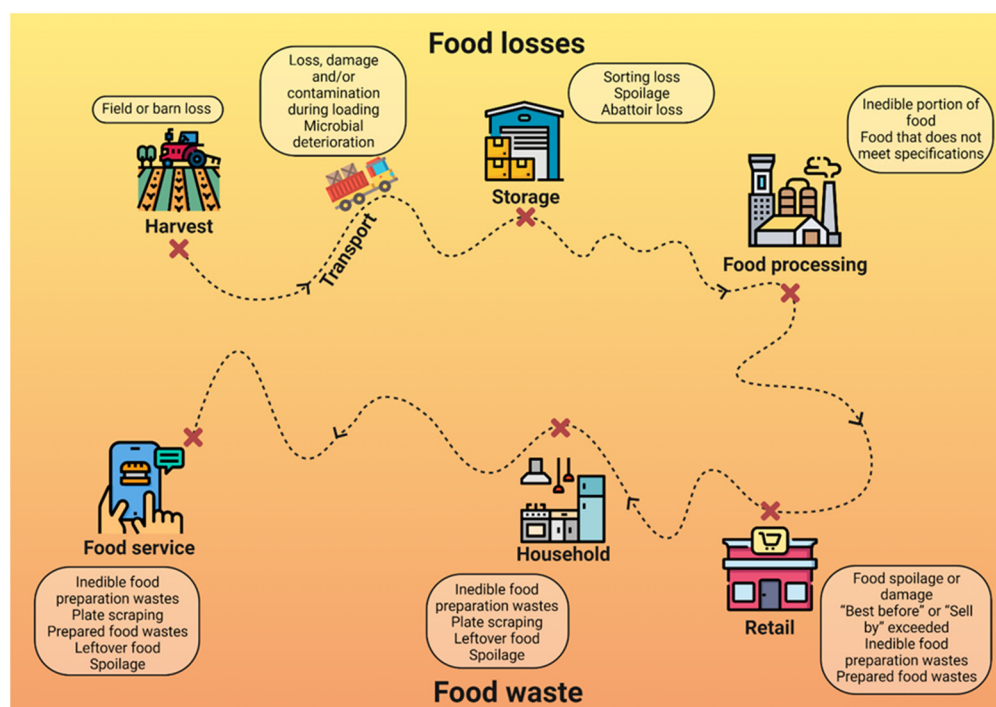 Food losses
Field or barn loss
Harvest
Loss, damage
and/or
contamination
during loading
Microbial
deterioration
Transport
Sorting loss
Spoilage
Abattoir loss
Storage
Inedible portion of
food
Food that does not
meet specifications
Food processing
Food service
Inedible food
preparation wastes
Plate scraping
Prepared food wastes
Leftover food
Spoilage
Household
Inedible food
preparation wastes
Plate scraping
Leftover food
Spoilage
Retail
Food spoilage or
damage
“Best before” or “Sell
by” exceeded
Inedible food
preparation wastes
Prepared food wastes
Food waste